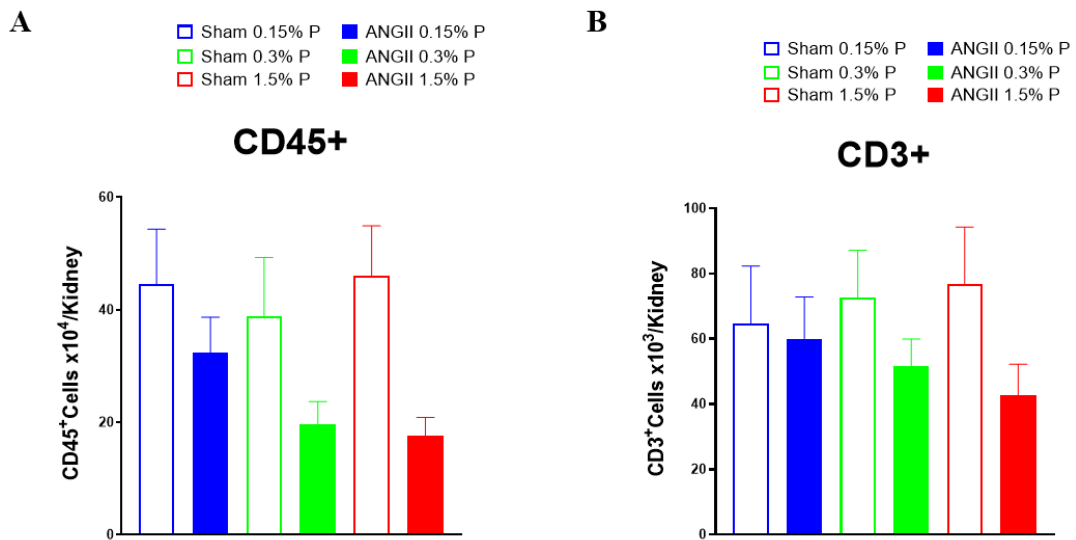 A
Sham 0.15% P ANGII 0.15% P
Sham 0.3% P ANGII 0.3% P
Sham 1.5% P ANGII 1.5% P
CD45+
CD45⁺Cells x10⁴/Kidney
60
40
20
0
B
Sham 0.15% P ANGII 0.15% P
Sham 0.3% P ANGII 0.3% P
Sham 1.5% P ANGII 1.5% P
CD3+
CD3⁺Cells x10³/Kidney
100
80
60
40
20
0